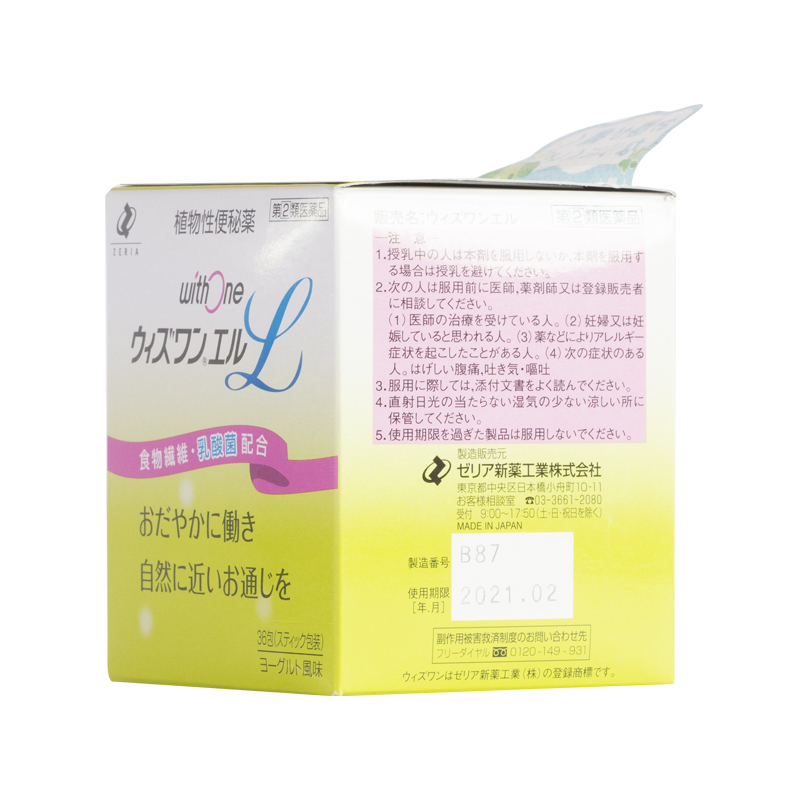 ZERIA
植物性便秘薬
指②類医薬品
withOne
ウィズワン®エル L
食物繊維・乳酸菌配合
おだやかに働き
自然に近いお通じを
36包(スティック包装)
ヨーグルト風味
販売名:ウィズワンエル
指②類医薬品
注 意
1.授乳中の人は本剤を服用しないか,本剤を服用す
る場合は授乳を避けてください。
2.次の人は服用前に医師,薬剤師又は登録販売者
に相談してください。
(1)医師の治療を受けている人。(2)妊婦又は妊
娠していると思われる人。(3)薬などによりアレルギー
症状を起こしたことがある人。(4)次の症状のある
人。はげしい腹痛,吐き気・嘔吐
3.服用に際しては,添付文書をよく読んでください。
4.直射日光の当たらない湿気の少ない涼しい所に
保管してください。
5.使用期限を過ぎた製品は服用しないでください。
製造販売元
ゼリア新薬工業株式会社
東京都中央区日本橋小舟町10-11
お客様相談室 ☎03-3661-2080
受付 9:00~17:50(土・日・祝日を除く)
MADE IN JAPAN
製造番号 B87
使用期限 2021.02
[年.月]
副作用被害救済制度のお問い合わせ先
フリーダイヤル 0120-149-931
ウィズワンはゼリア新薬工業(株)の登録商標です。